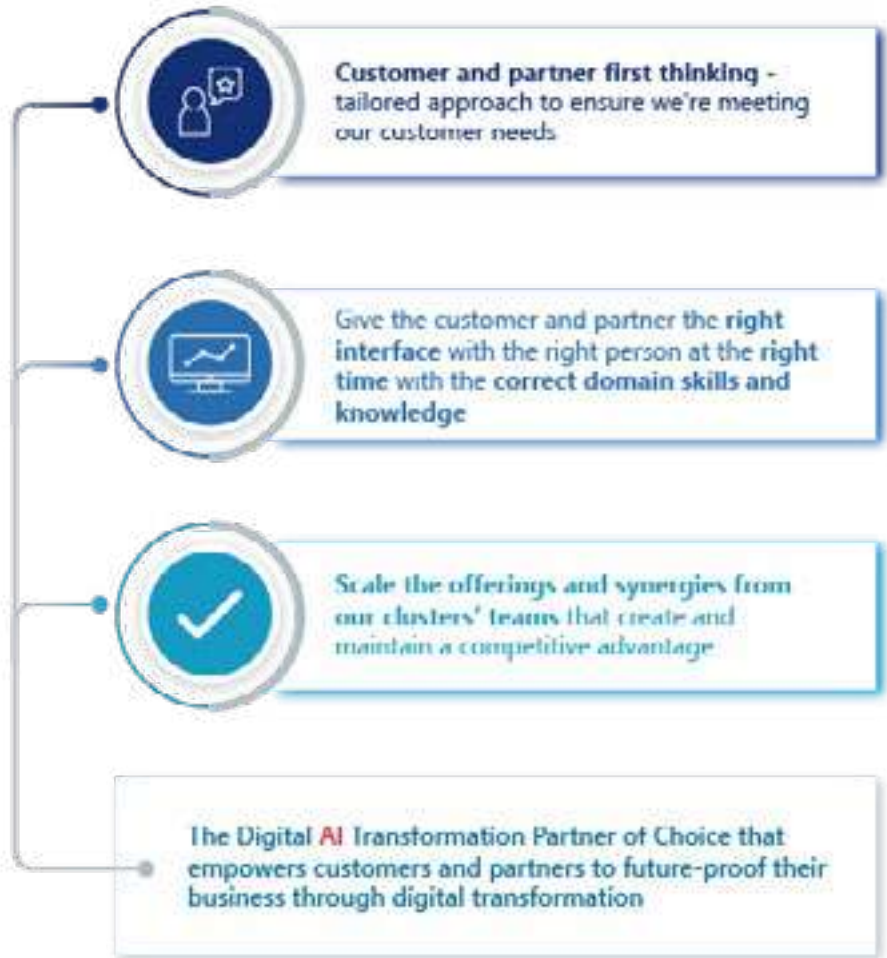 Customer and partner first thinking -
tailored approach to ensure we're meeting
our customer needs
Give the customer and partner the right
interface with the right person at the right
time with the correct domain skills and
knowledge
Scale the offerings and synergies from
our clusters' teams that create and
maintain a competitive advantage
The Digital AI Transformation Partner of Choice that
empowers customers and partners to future-proof their
business through digital transformation